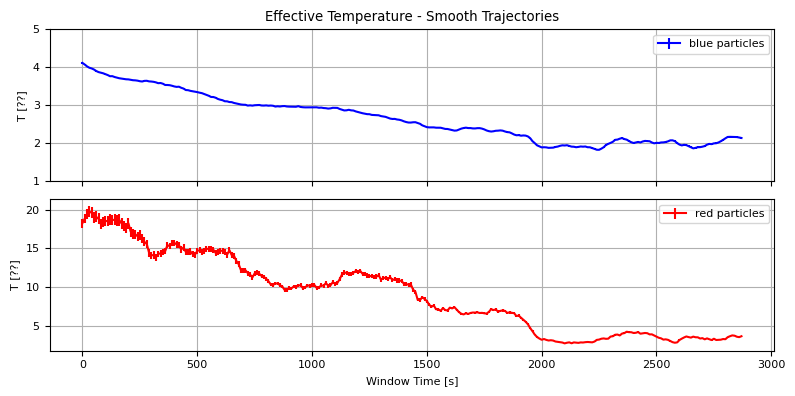 Effective Temperature - Smooth Trajectories
5
4
3
2
1
T [??]
blue particles
20
15
10
5
T [??]
red particles
0 500 1000 1500 2000 2500 3000
Window Time [s]